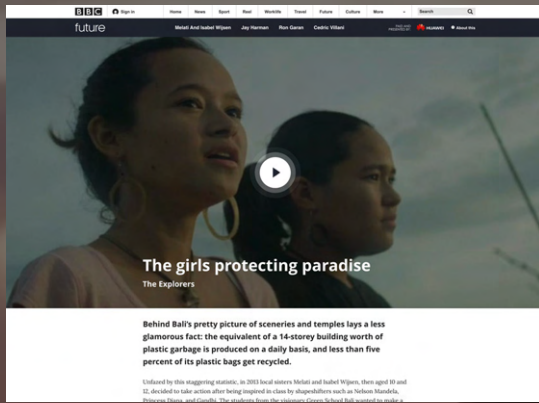 BBC Sign in Home News Sport Reel Worklife Travel Future Culture More Search
future Melati And Isabel Wijsen Jay Harman Ron Garan Cedric Villani HUAWEI About this
The girls protecting paradise
The Explorers
Behind Bali's pretty picture of sceneries and temples lays a less
glamorous fact: the equivalent of a 14-storey building worth of
plastic garbage is produced on a daily basis, and less than five
percent of its plastic bags get recycled.
Unfazed by this staggering statistic, in 2013 local sisters Melati and Isabel Wijsen, then aged 10 and
12, decided to take action after being inspired in class by shapeshifters such as Nelson Mandela,
Princess Diana, and Gandhi. The students from the visionary Green School Bali wanted to make a